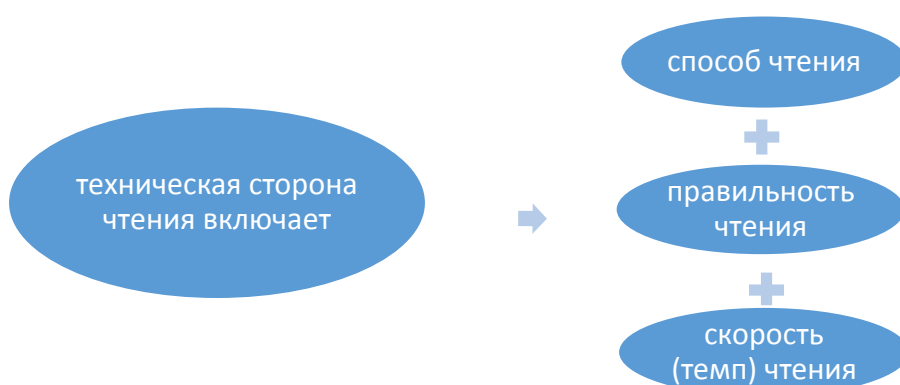 техническая сторона
чтения включает
способ чтения
правильность
чтения
скорость
(темп) чтения